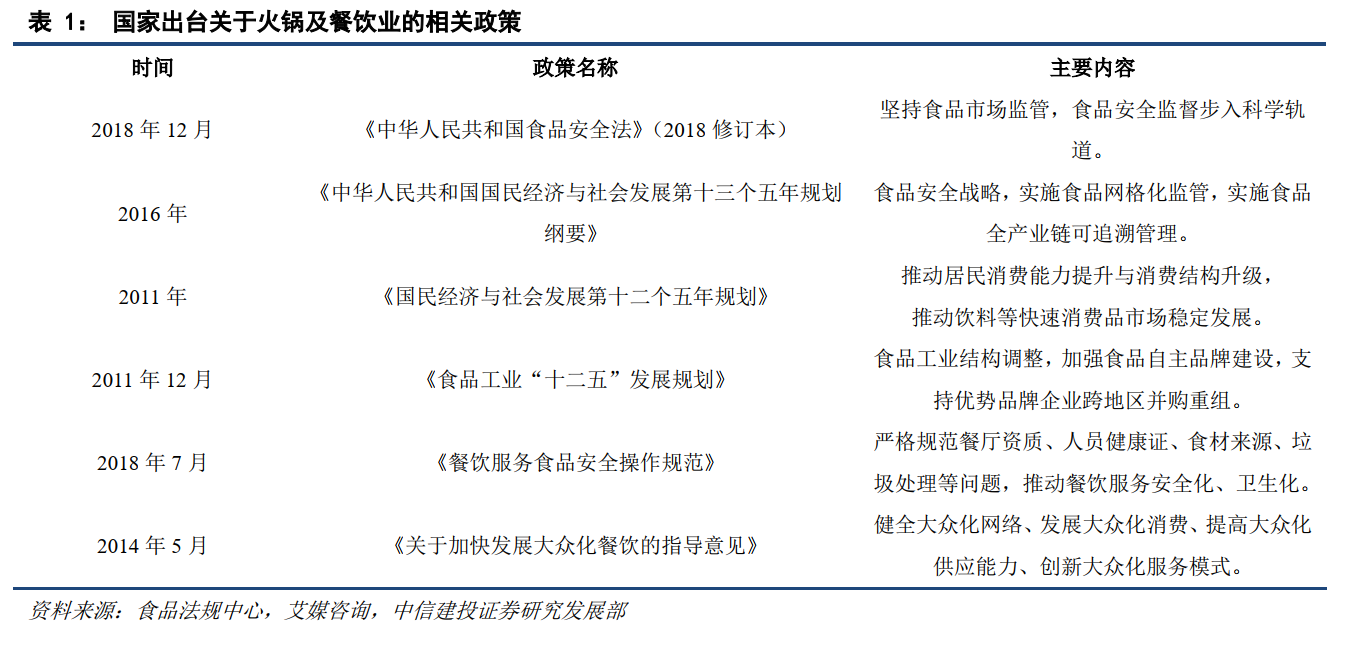 表 1： 国家出台关于火锅及餐饮业的相关政策
时间 政策名称 主要内容
2018 年 12 月 《中华人民共和国食品安全法》（2018 修订本） 坚持食品市场监管，食品安全监督步入科学轨
道。
2016 年 《中华人民共和国国民经济与社会发展第十三个五年规划
纲要》 食品安全战略，实施食品网格化监管，实施食品
全产业链可追溯管理。
2011 年 《国民经济与社会发展第十二个五年规划》 推动居民消费能力提升与消费结构升级，
推动饮料等快速消费品市场稳定发展。
2011 年 12 月 《食品工业“十二五”发展规划》 食品工业结构调整，加强食品自主品牌建设，支
持优势品牌企业跨地区并购重组。
2018 年 7 月 《餐饮服务食品安全操作规范》 严格规范餐厅资质、人员健康证、食材来源、垃
圾处理等问题，推动餐饮服务安全化、卫生化。
2014 年 5 月 《关于加快发展大众化餐饮的指导意见》 健全大众化网络、发展大众化消费、提高大众化
供应能力、创新大众化服务模式。
资料来源：食品法规中心，艾媒咨询，中信建投证券研究发展部